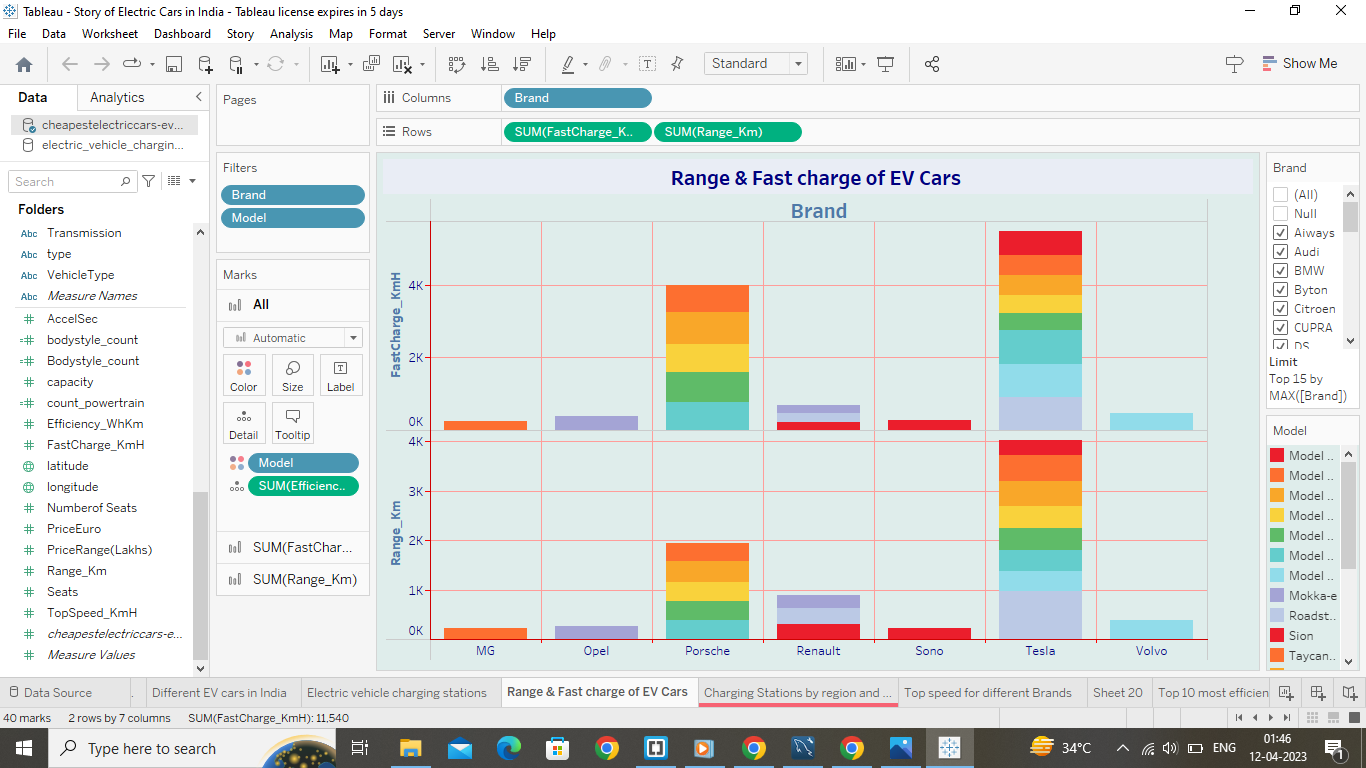 Tableau - Story of Electric Cars in India - Tableau license expires in 5 days
File Data Worksheet Dashboard Story Analysis Map Format Server Window Help
Standard
Show Me
Data Analytics
cheapestelectriccars-ev...
electric_vehicle_chargin...
Search
Folders
Abc Transmission
Abc type
Abc VehicleType
Abc Measure Names
AccelSec
bodystyle_count
Bodystyle_count
capacity
count_powertrain
Efficiency_WhKm
FastCharge_KmH
latitude
longitude
Numberof Seats
PriceEuro
PriceRange(Lakhs)
Range_Km
Seats
TopSpeed_KmH
cheapestelectriccars-e...
Measure Values
Pages
Filters
Brand
Model
Marks
All
Automatic
Color Size Label
Detail Tooltip
Model
SUM(Efficienc..
SUM(FastChar...
SUM(Range_Km)
Columns Brand
Rows SUM(FastCharge_K.. SUM(Range_Km)
Range & Fast charge of EV Cars
Brand
FastCharge_KmH
4K
2K
0K
Range_Km
4K
3K
2K
1K
0K
MG Opel Porsche Renault Sono Tesla Volvo
Brand
(All)
Null
Aiways
Audi
BMW
Byton
Citroen
CUPRA
DS
Limit
Top 15 by
MAX([Brand])
Model
Model ..
Model ..
Model ..
Model ..
Model ..
Model ..
Model ..
Mokka-e
Roadst..
Sion
Taycan..
Data Source . Different EV cars in India Electric vehicle charging stations Range & Fast charge of EV Cars Charging Stations by region and ... Top speed for different Brands Sheet 20 Top 10 most efficien
40 marks 2 rows by 7 columns SUM(FastCharge_KmH): 11,540
Type here to search
34°C
ENG
01:46
12-04-2023
1